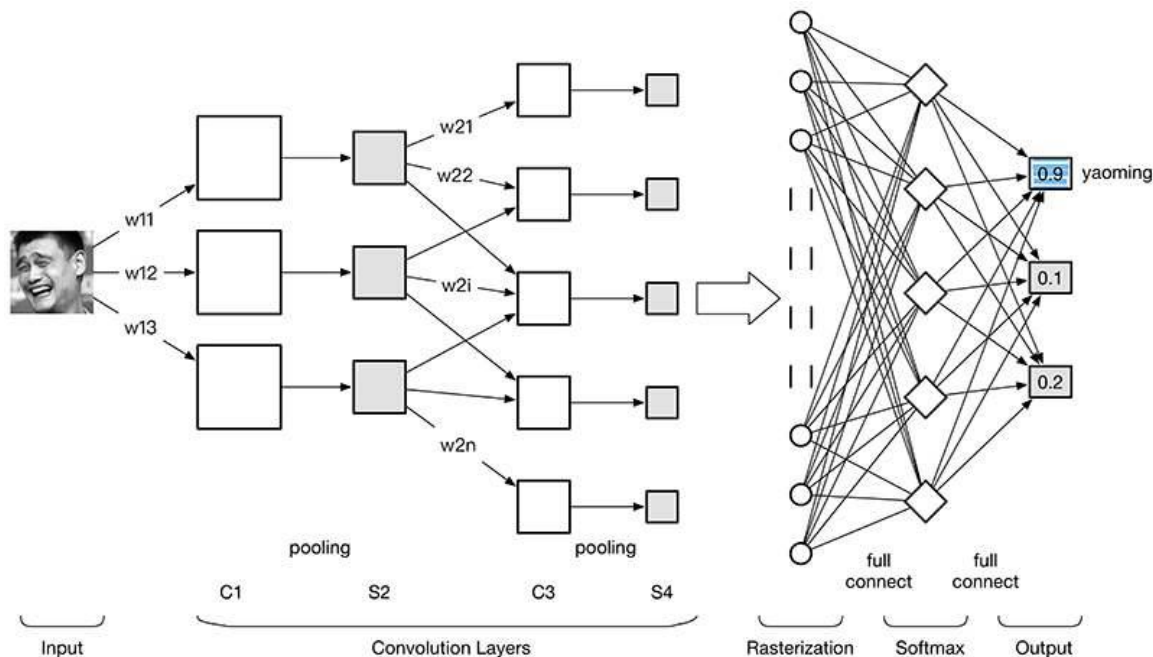 w11
w12
w13
w21
w22
w2i
w2n
0.9
yaoming
0.1
0.2
pooling
pooling
full
connect
full
connect
C1
S2
C3
S4
Input
Convolution Layers
Rasterization
Softmax
Output